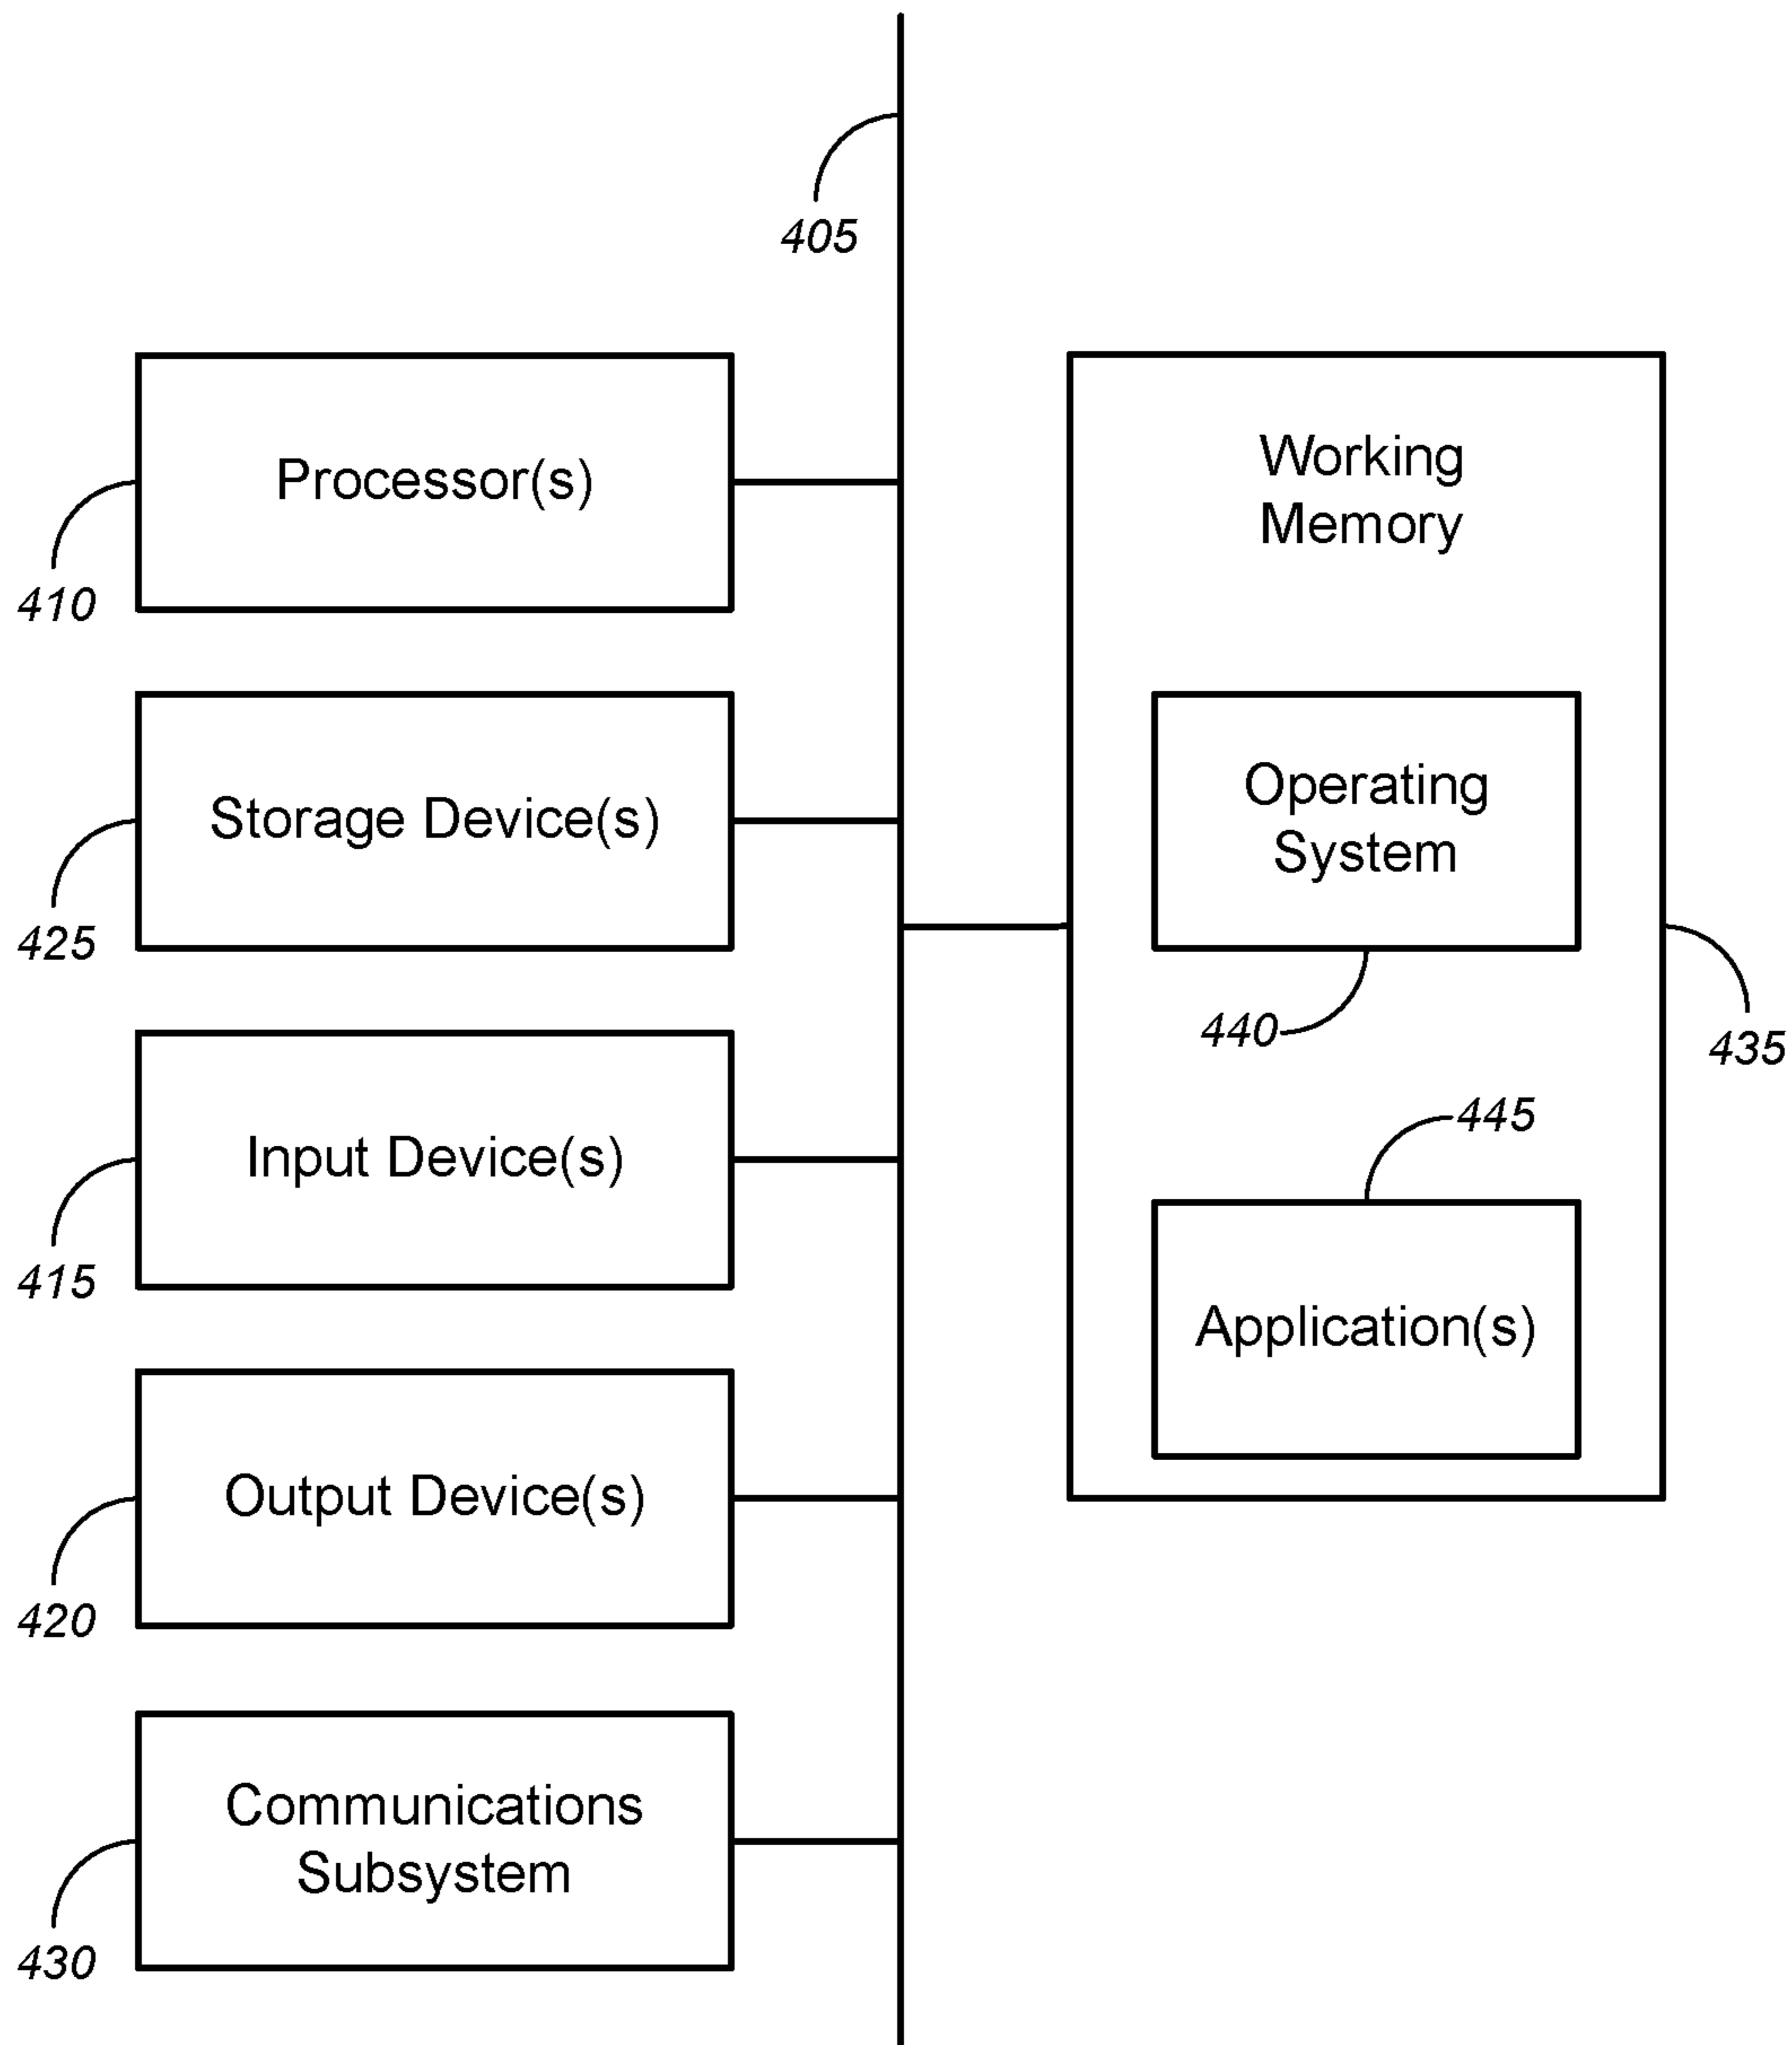 405
Processor(s)
410
Storage Device(s)
425
Input Device(s)
415
Output Device(s)
420
Communications
Subsystem
430
Working
Memory
Operating
System
440
435
445
Application(s)